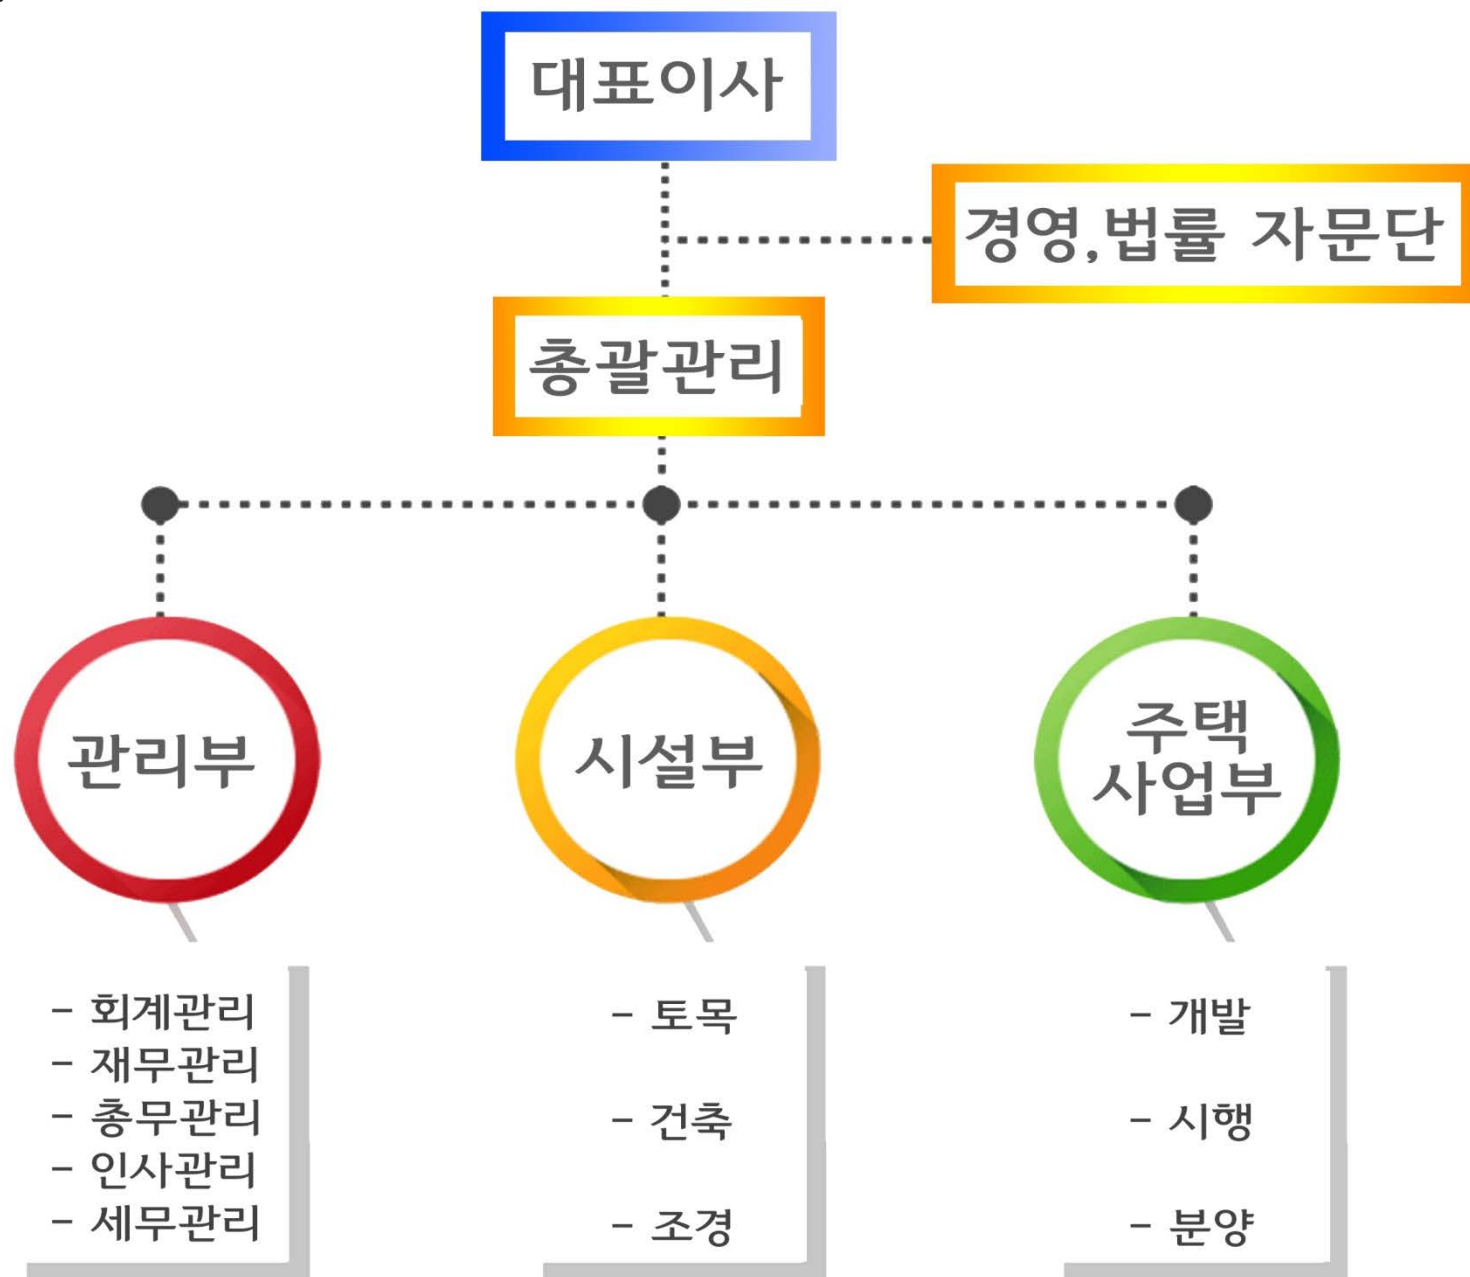 대표이사
경영,법률 자문단
총괄관리
관리부
시설부
주택
사업부
- 회계관리
- 재무관리
- 총무관리
- 인사관리
- 세무관리
- 토목
- 건축
- 조경
- 개발
- 시행
- 분양